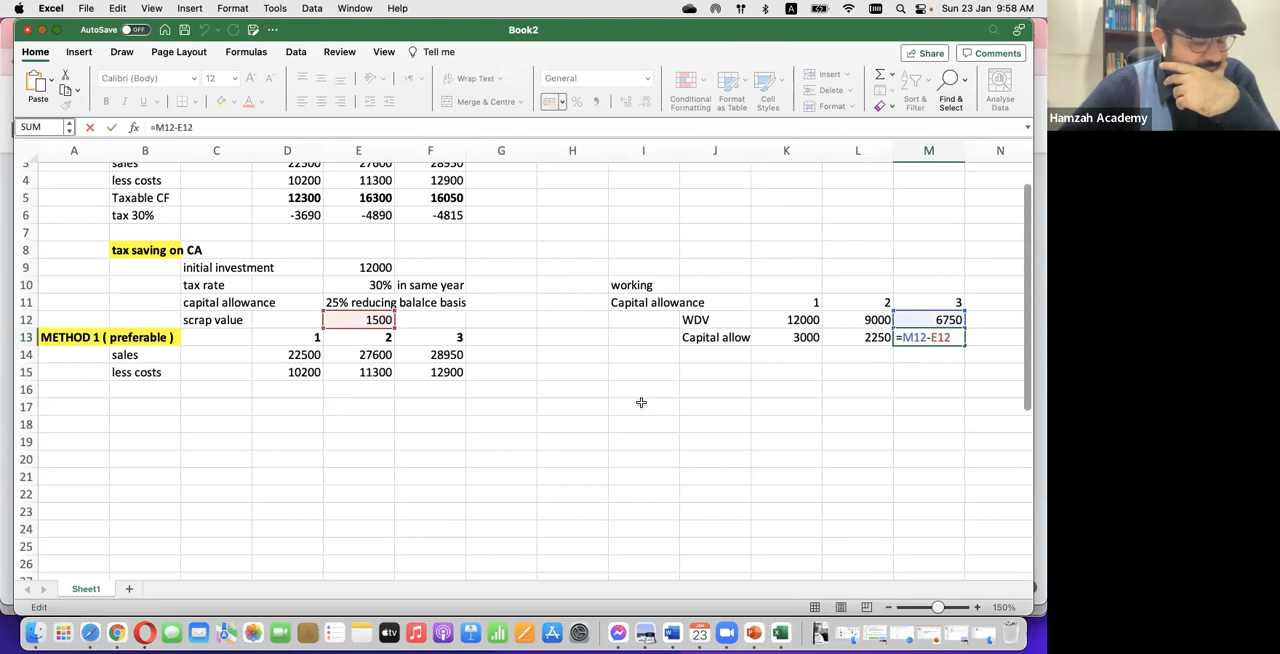 Excel File Edit View Insert Format Tools Data Window Help Sun 23 Jan 9:58 AM
AutoSave OFF Book2
Home Insert Draw Page Layout Formulas Data Review View Tell me Share Comments
Paste Calibri (Body) 12 Wrap Text General Insert Delete Format
B I U Merge & Centre Conditional Formatting Format as Table Cell Styles Sort & Filter Find & Select Analyse Data
SUM fx =M12-E12
A B C D E F G H I J K L M N
3 sales 22500 27600 28950
4 less costs 10200 11300 12900
5 Taxable CF 12300 16300 16050
6 tax 30% -3690 -4890 -4815
7
8 tax saving on CA
9 initial investment 12000
10 tax rate 30% in same year working
11 capital allowance 25% reducing balalce basis Capital allowance 1 2 3
12 scrap value 1500 WDV 12000 9000 6750
13 METHOD 1 ( preferable ) 1 2 3 Capital allow 3000 2250 =M12-E12
14 sales 22500 27600 28950
15 less costs 10200 11300 12900
16
17
18
19
20
21
22
23
24
25
26
Sheet1
Edit 150%
23
Hamzah Academy